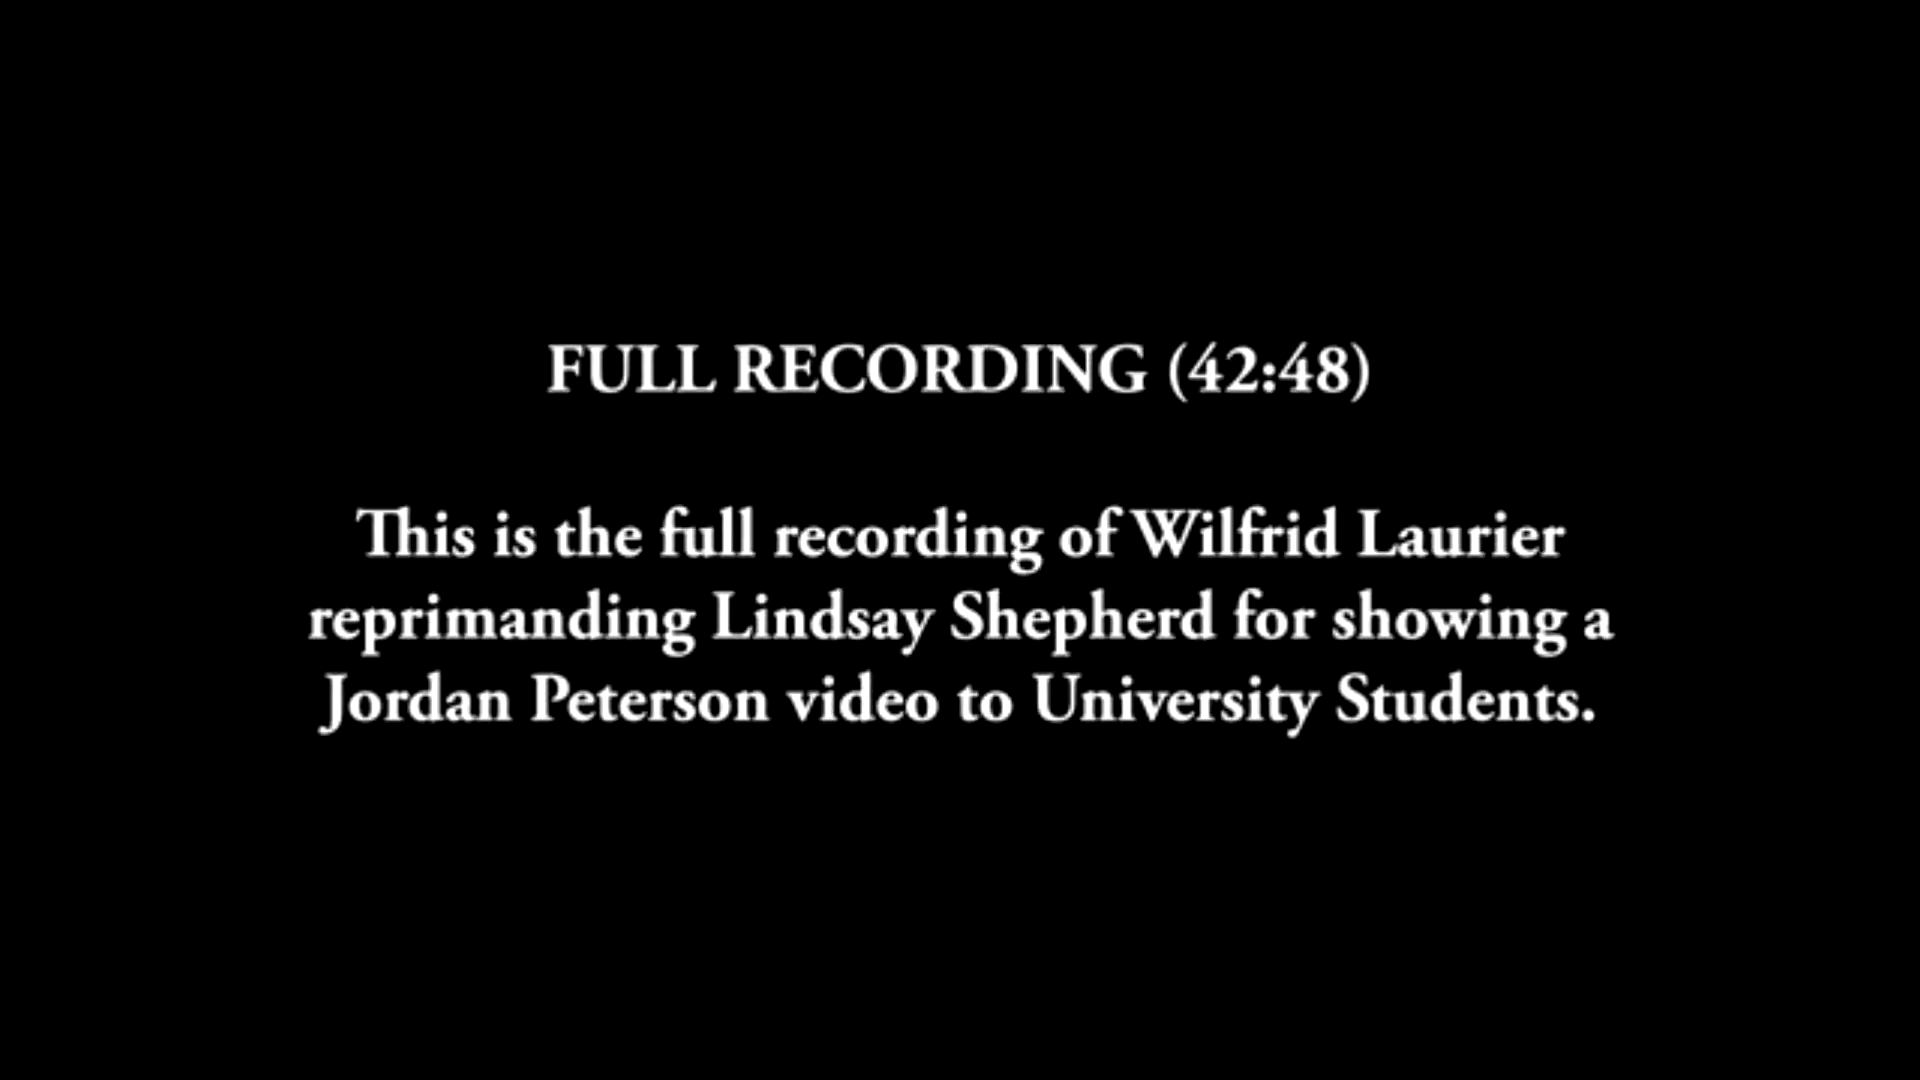 FULL RECORDING (42:48)
This is the full recording of Wilfrid Laurier
reprimanding Lindsay Shepherd for showing a
Jordan Peterson video to University Students.